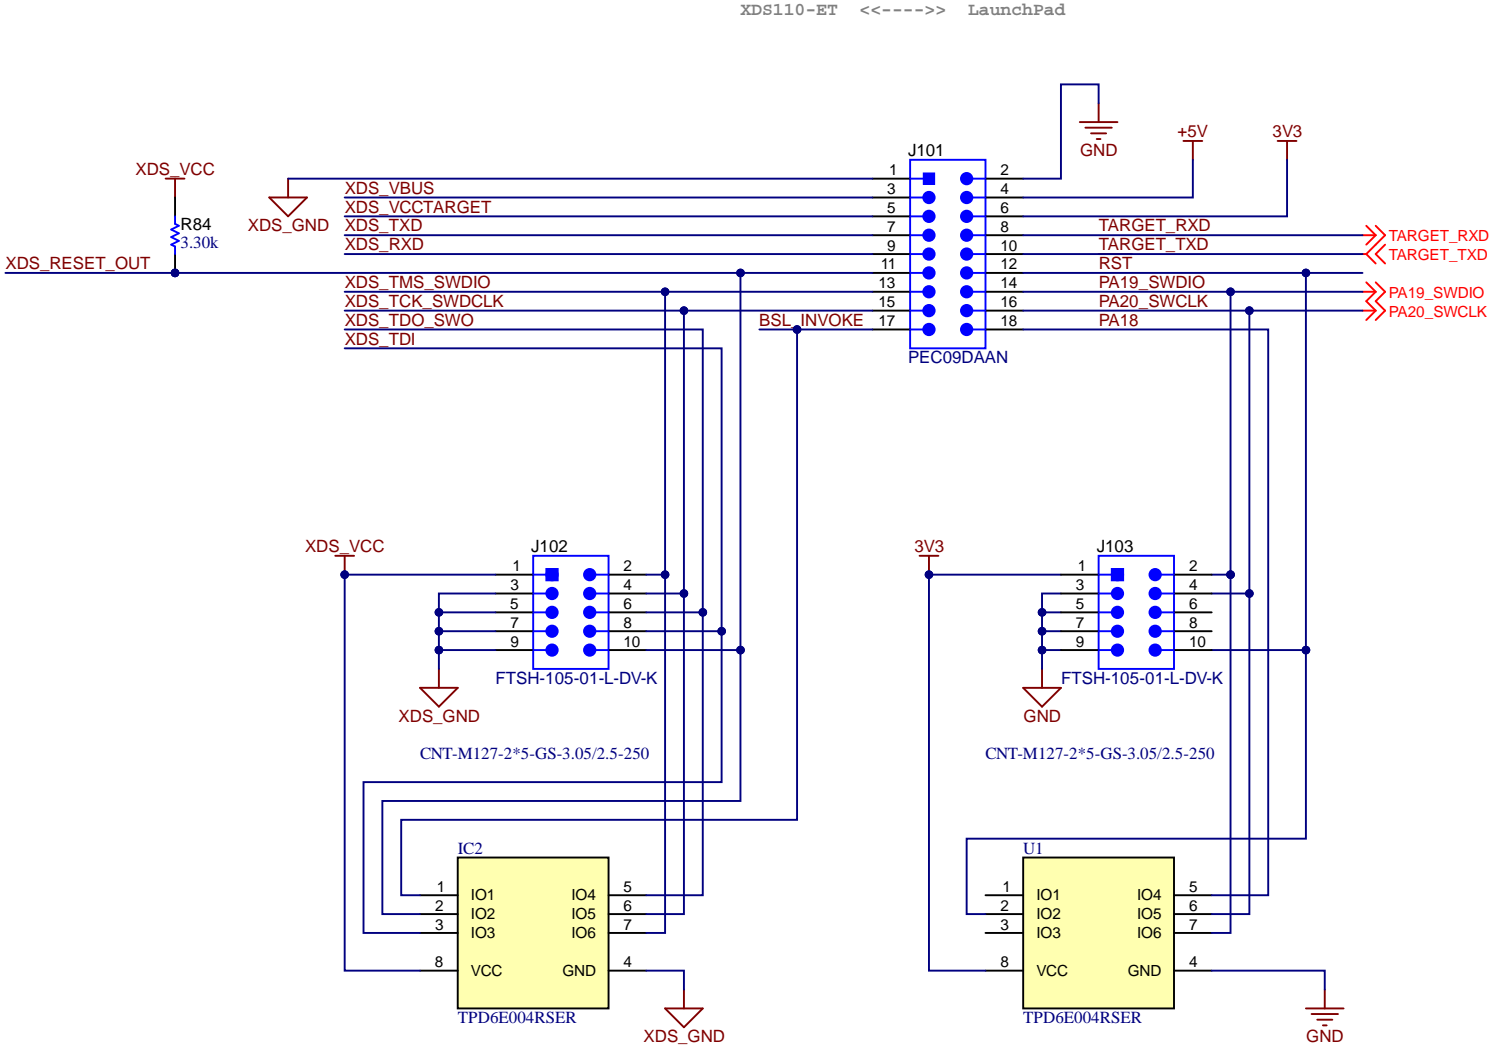 XDS110-ET <<---->> LaunchPad
GND
+5V
3V3
J101
XDS_VCC
1 2
XDS_VBUS 3 4
XDS_VCCTARGET 5 6
XDS_GND
R84
3.30k
XDS_TXD 7 8 TARGET_RXD
TARGET_RXD
XDS_RXD 9 10 TARGET_TXD
TARGET_TXD
XDS_RESET_OUT 11 12 RST
XDS_TMS_SWDIO 13 14 PA19_SWDIO
PA19_SWDIO
XDS_TCK_SWDCLK 15 16 PA20_SWCLK
PA20_SWCLK
XDS_TDO_SWO BSL_INVOKE 17 18 PA18
XDS_TDI
PEC09DAAN
XDS_VCC
J102
1 2
3 4
5 6
7 8
9 10
FTSH-105-01-L-DV-K
XDS_GND
CNT-M127-2*5-GS-3.05/2.5-250
3V3
J103
1 2
3 4
5 6
7 8
9 10
FTSH-105-01-L-DV-K
GND
CNT-M127-2*5-GS-3.05/2.5-250
IC2
1 IO1 IO4 5
2 IO2 IO5 6
3 IO3 IO6 7
8 VCC GND 4
TPD6E004RSER
XDS_GND
U1
1 IO1 IO4 5
2 IO2 IO5 6
3 IO3 IO6 7
8 VCC GND 4
TPD6E004RSER
GND